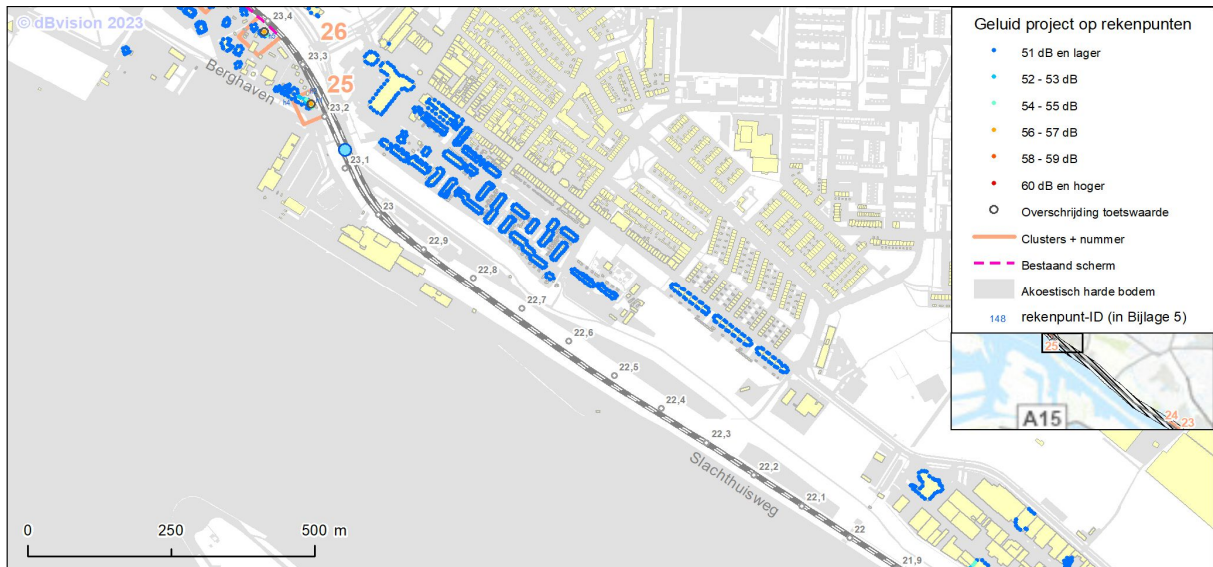 © dBvision 2023
23,4
26
25
23,3
Berghaven
23,2
23,1
23
22,9
22,8
22,7
22,6
22,5
22,4
22,3
22,2
22,1
22
21,9
Slachthuisweg
0 250 500 m
Geluid project op rekenpunten
51 dB en lager
52 - 53 dB
54 - 55 dB
56 - 57 dB
58 - 59 dB
60 dB en hoger
Overschrijding toetswaarde
Clusters + nummer
Bestaand scherm
Akoestisch harde bodem
148 rekenpunt-ID (in Bijlage 5)
25
A15
24
23